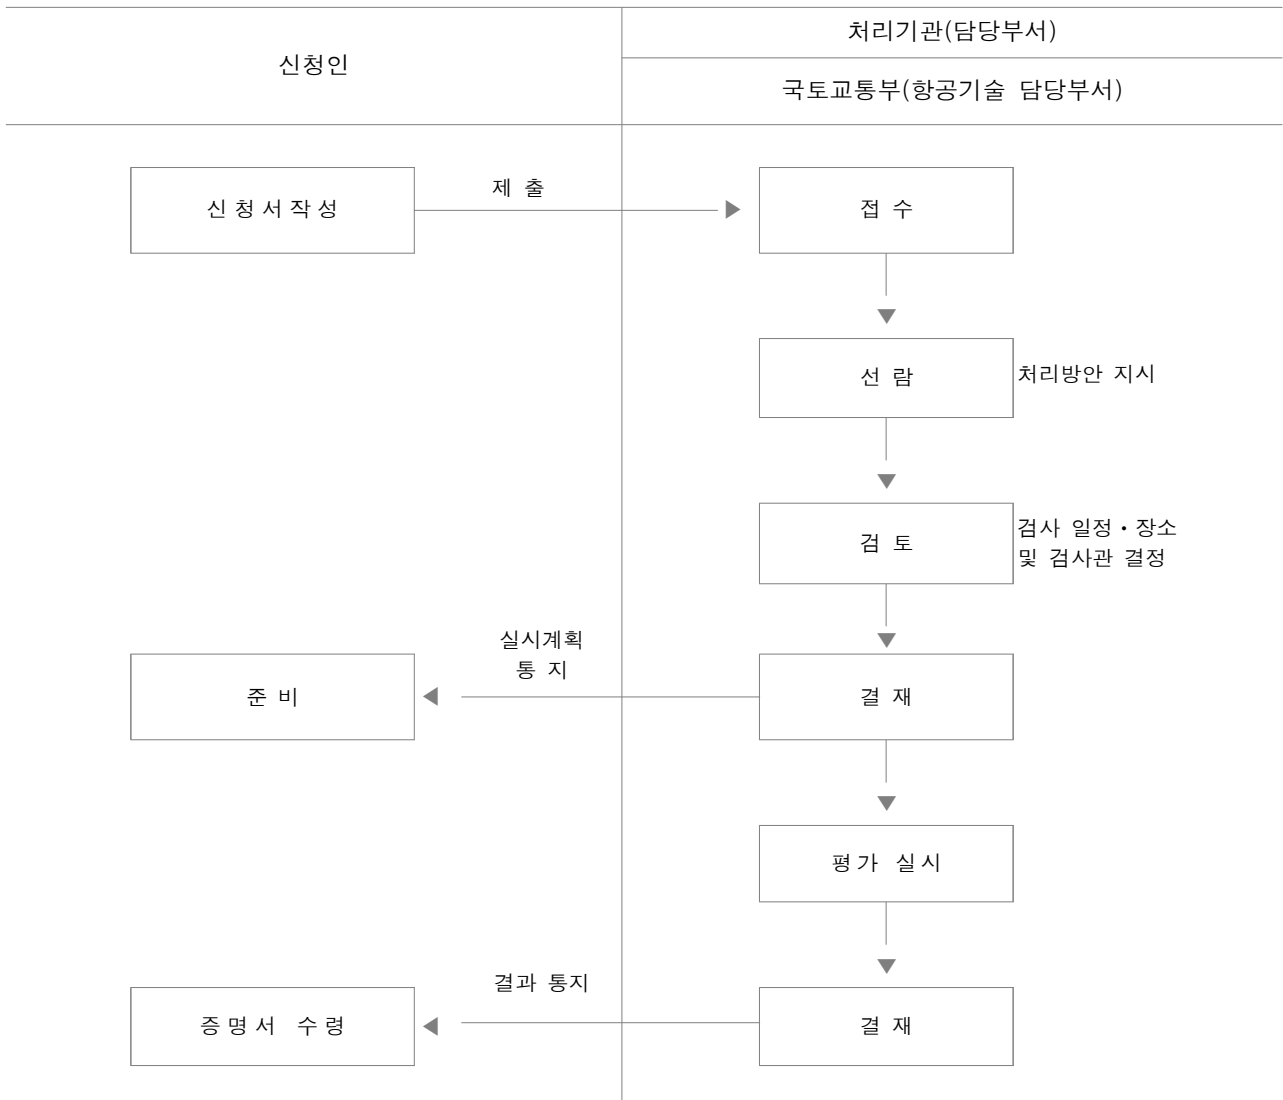 신청인
처리기관(담당부서)
국토교통부(항공기술 담당부서)
신청서작성
제 출
접 수
선 람
처리방안 지시
검 토
검사 일정·장소
및 검사관 결정
실시계획
통 지
준 비
결 재
평가 실시
결과 통지
증명서 수령
결 재